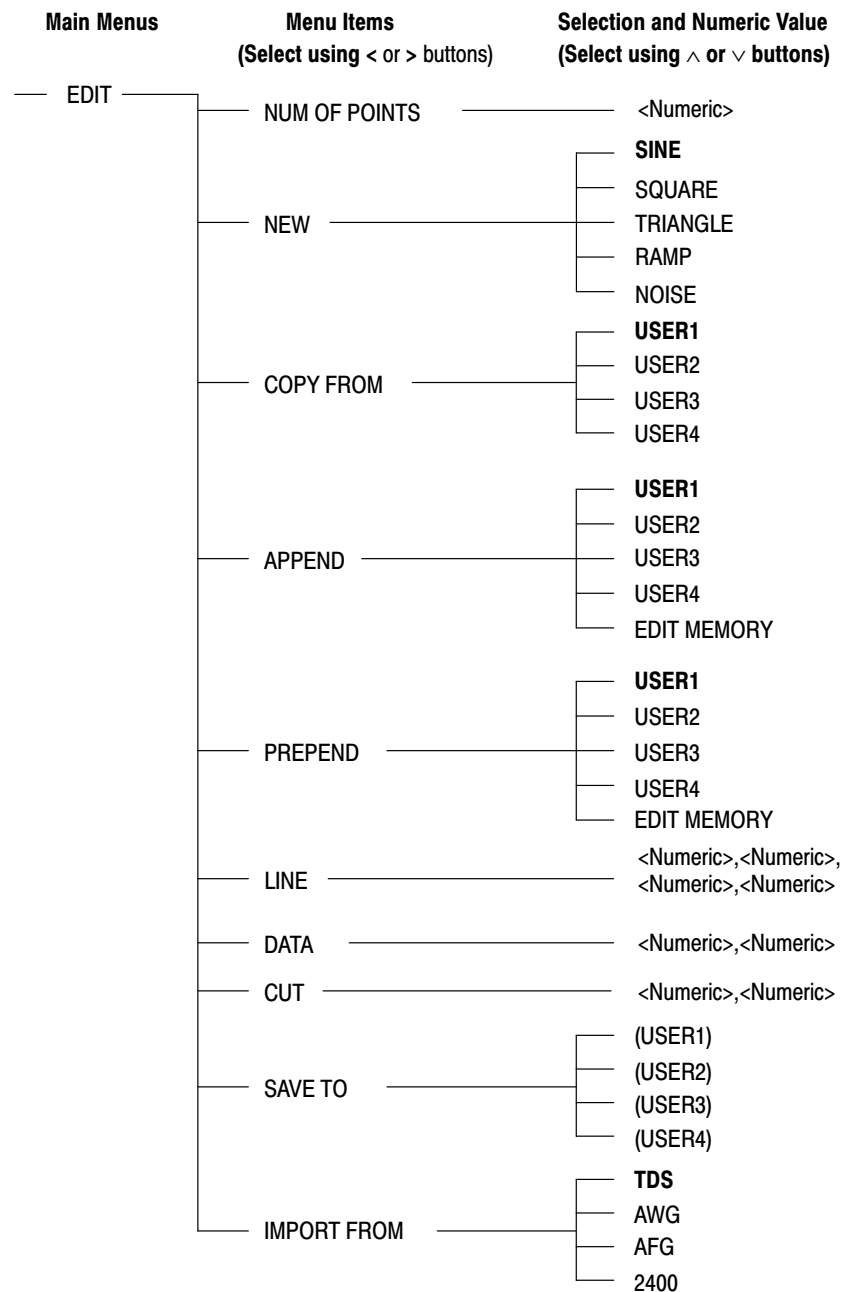 Main Menus Menu Items Selection and Numeric Value
(Select using < or > buttons) (Select using ∧ or ∨ buttons)
EDIT
NUM OF POINTS <Numeric>
NEW
SINE
SQUARE
TRIANGLE
RAMP
NOISE
COPY FROM
USER1
USER2
USER3
USER4
APPEND
USER1
USER2
USER3
USER4
EDIT MEMORY
PREPEND
USER1
USER2
USER3
USER4
EDIT MEMORY
LINE
<Numeric>,<Numeric>,
<Numeric>,<Numeric>
DATA <Numeric>,<Numeric>
CUT <Numeric>,<Numeric>
SAVE TO
(USER1)
(USER2)
(USER3)
(USER4)
IMPORT FROM
TDS
AWG
AFG
2400